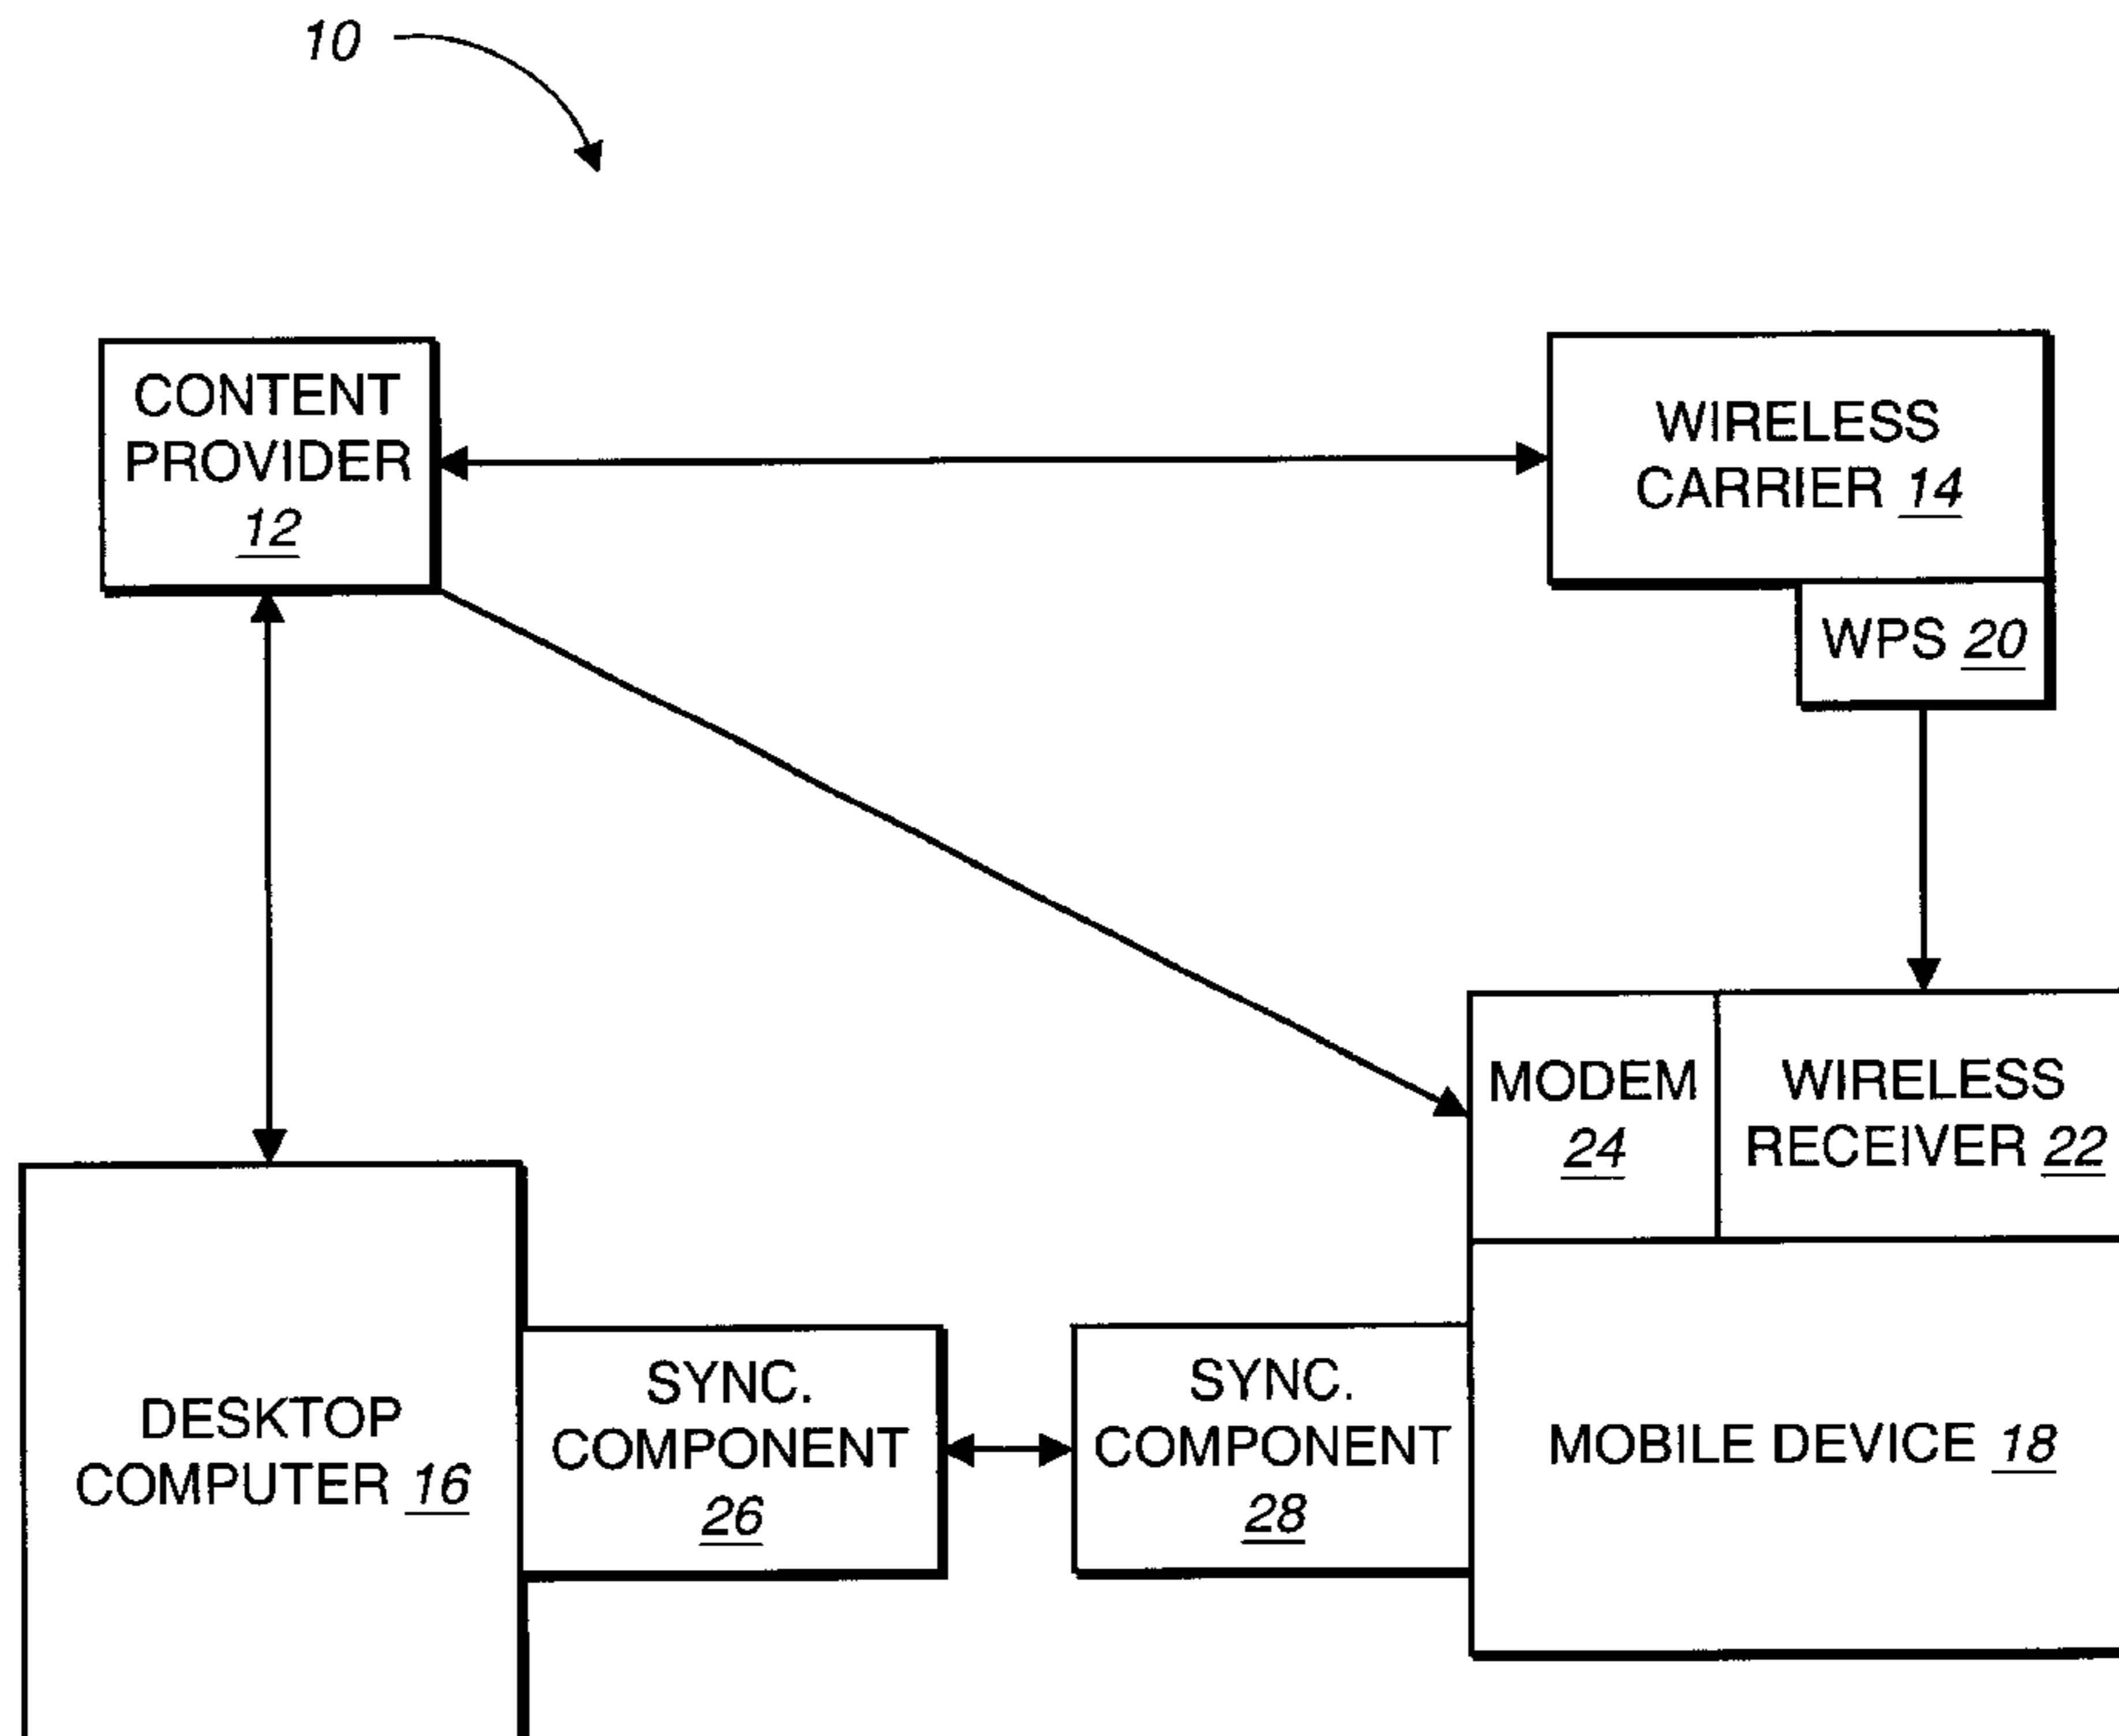 10
CONTENT
PROVIDER
12
WIRELESS
CARRIER 14
WPS 20
MODEM
24
WIRELESS
RECEIVER 22
DESKTOP
COMPUTER 16
SYNC.
COMPONENT
26
SYNC.
COMPONENT
28
MOBILE DEVICE 18